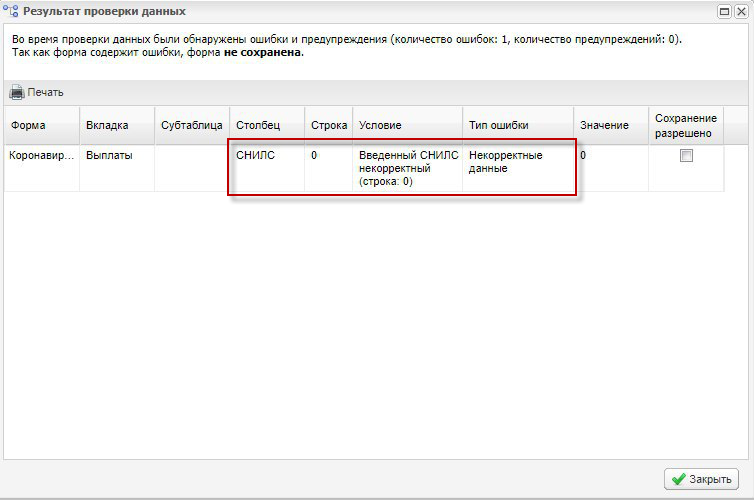 Результат проверки данных
Во время проверки данных были обнаружены ошибки и предупреждения (количество ошибок: 1, количество предупреждений: 0).
Так как форма содержит ошибки, форма не сохранена.
Печать
Форма Вкладка Субтаблица Столбец Строка Условие Тип ошибки Значение Сохранение
разрешено
Коронавир... Выплаты СНИЛС 0 Введенный СНИЛС Некорректные 0
некорректный данные
(строка: 0)
Закрыть